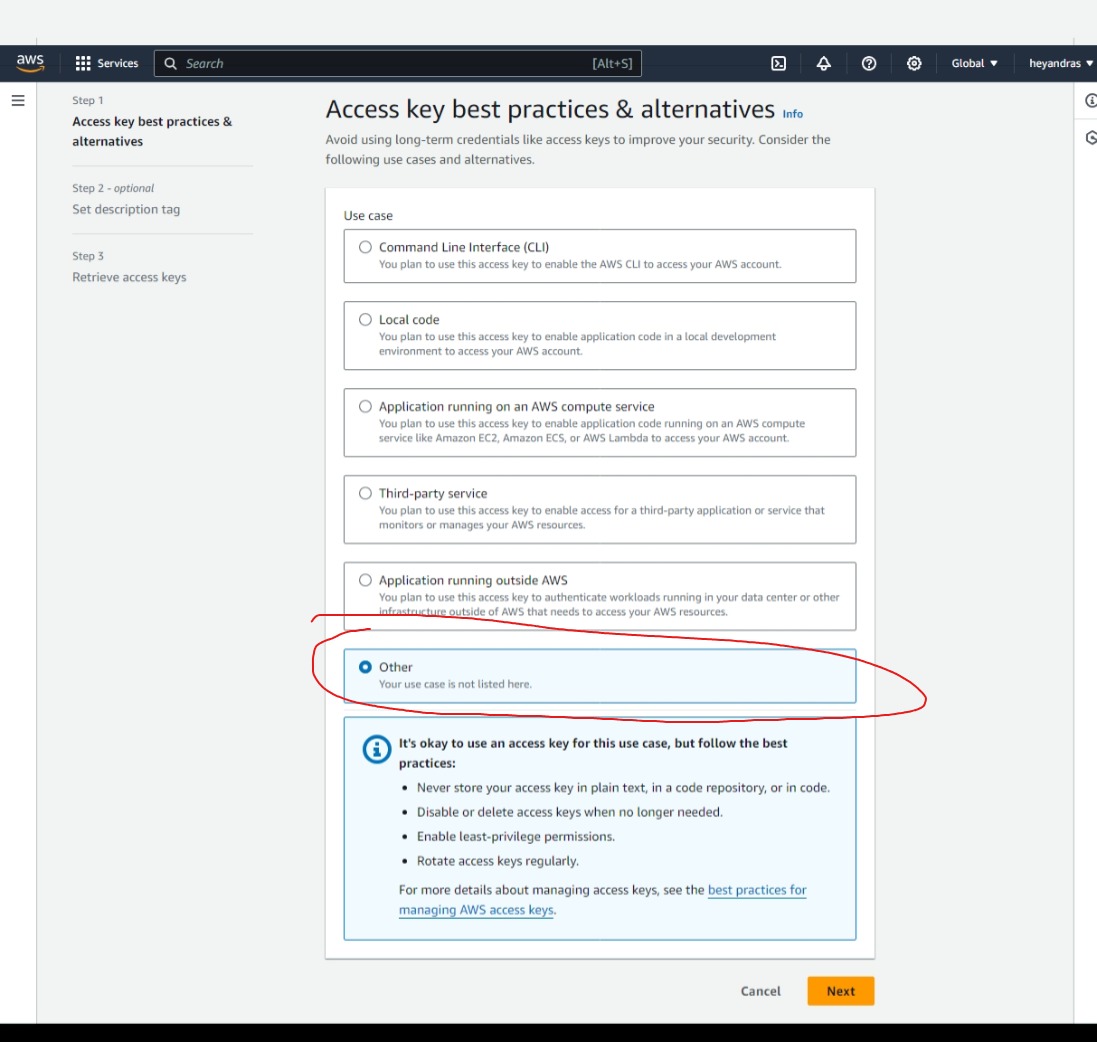 aws
Services
Search
[Alt+S]
Global
heyandras
Step 1
Access key best practices &
alternatives
Step 2 - optional
Set description tag
Step 3
Retrieve access keys
Access key best practices & alternatives Info
Avoid using long-term credentials like access keys to improve your security. Consider the
following use cases and alternatives.
Use case
Command Line Interface (CLI)
You plan to use this access key to enable the AWS CLI to access your AWS account.
Local code
You plan to use this access key to enable application code in a local development
environment to access your AWS account.
Application running on an AWS compute service
You plan to use this access key to enable application code running on an AWS compute
service like Amazon EC2, Amazon ECS, or AWS Lambda to access your AWS account.
Third-party service
You plan to use this access key to enable access for a third-party application or service that
monitors or manages your AWS resources.
Application running outside AWS
You plan to use this access key to authenticate workloads running in your data center or other
infrastructure outside of AWS that needs to access your AWS resources.
Other
Your use case is not listed here.
It's okay to use an access key for this use case, but follow the best
practices:
• Never store your access key in plain text, in a code repository, or in code.
• Disable or delete access keys when no longer needed.
• Enable least-privilege permissions.
• Rotate access keys regularly.
For more details about managing access keys, see the best practices for
managing AWS access keys.
Cancel
Next